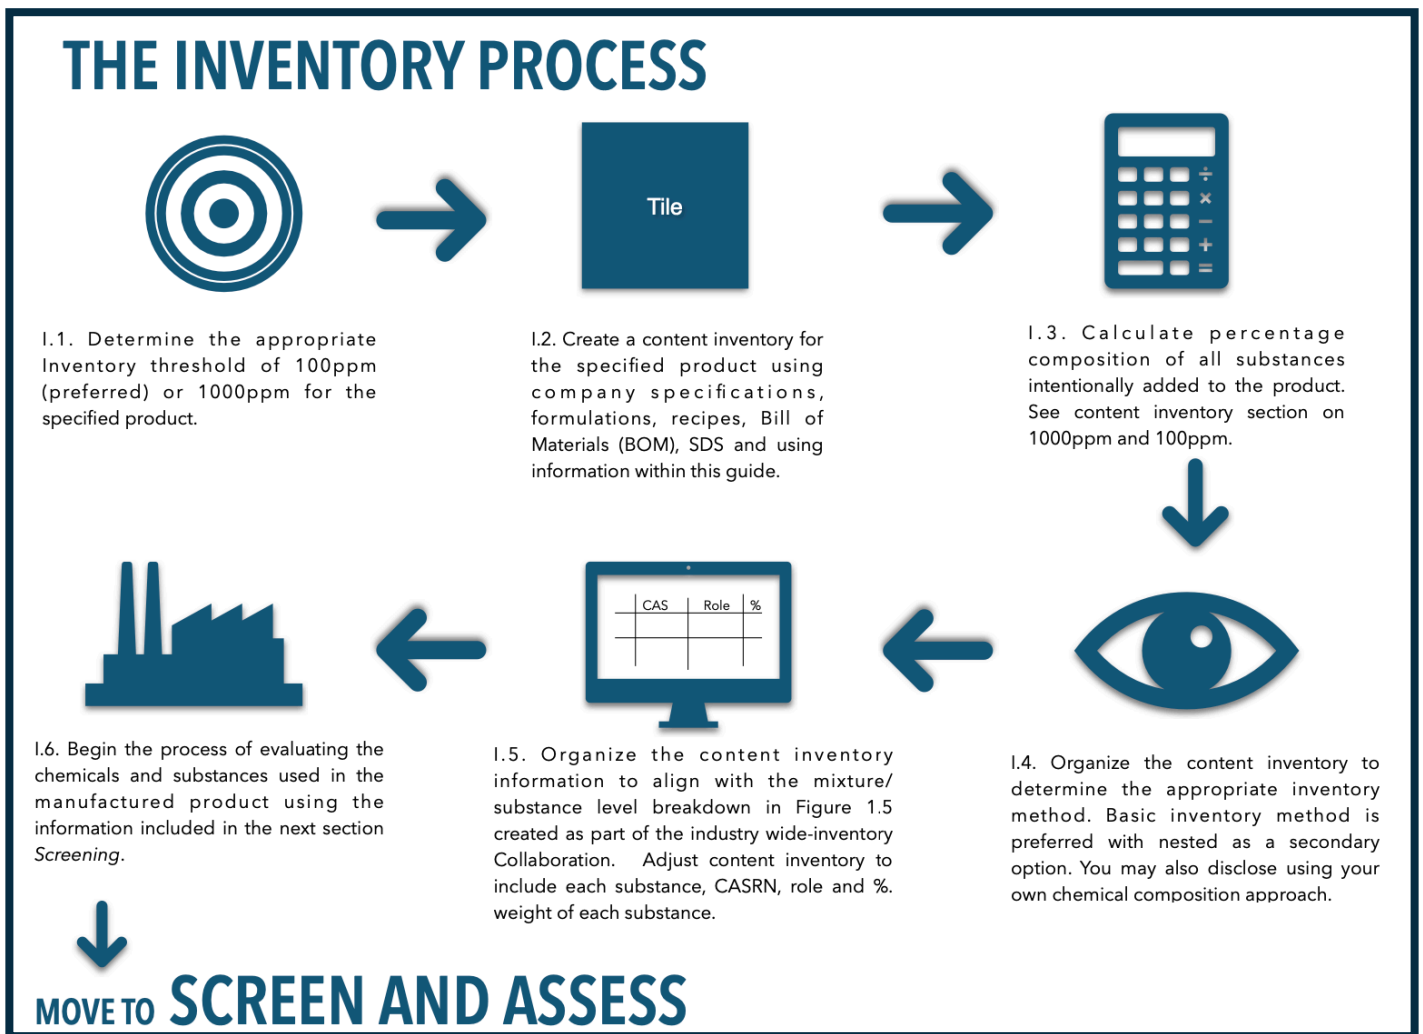 THE INVENTORY PROCESS
Tile
I.1. Determine the appropriate
Inventory threshold of 100ppm
(preferred) or 1000ppm for the
specified product.
I.2. Create a content inventory for
the specified product using
company specifications,
formulations, recipes, Bill of
Materials (BOM), SDS and using
information within this guide.
÷
×
−
+
=
I.3. Calculate percentage
composition of all substances
intentionally added to the product.
See content inventory section on
1000ppm and 100ppm.
I.4. Organize the content inventory to
determine the appropriate inventory
method. Basic inventory method is
preferred with nested as a secondary
option. You may also disclose using your
own chemical composition approach.
CAS Role %
I.5. Organize the content inventory
information to align with the mixture/
substance level breakdown in Figure 1.5
created as part of the industry wide-inventory
Collaboration. Adjust content inventory to
include each substance, CASRN, role and %.
weight of each substance.
I.6. Begin the process of evaluating the
chemicals and substances used in the
manufactured product using the
information included in the next section
Screening.
MOVE TO SCREEN AND ASSESS